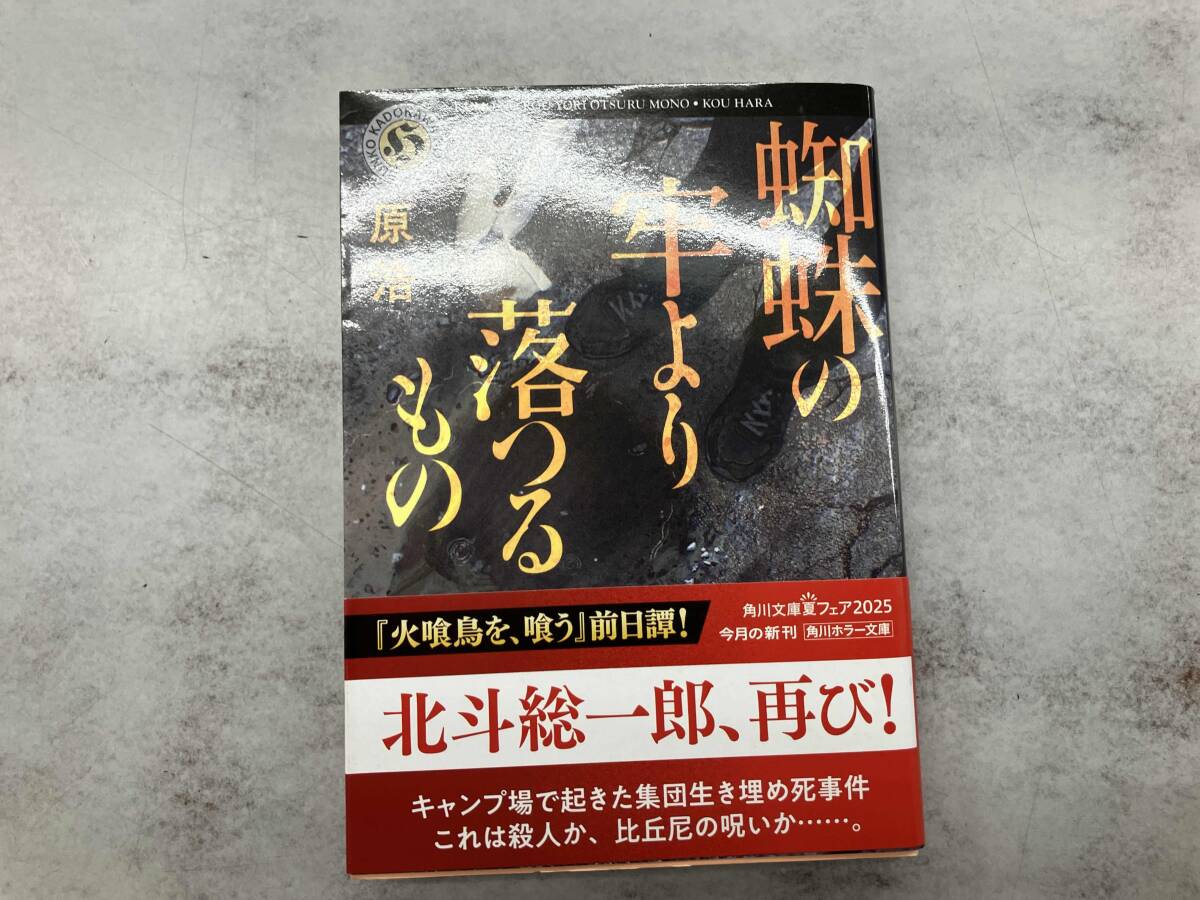 YORI OTSURU MONO • KOU HARA
蜘蛛の
牢より
落つる
もの
原 浩
『火喰鳥を、喰う』前日譚!
角川文庫夏フェア2025
今月の新刊 角川ホラー文庫
北斗総一郎、再び!
キャンプ場で起きた集団生き埋め死事件
これは殺人か、比丘尼の呪いか……。